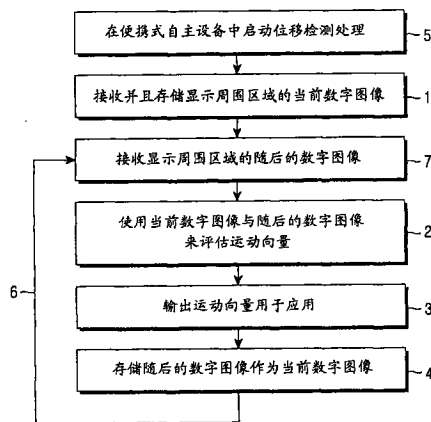 在便携式自主设备中启动位移检测处理
5
接收并且存储显示周围区域的当前数字图像
1
接收显示周围区域的随后的数字图像
7
使用当前数字图像与随后的数字图像
来评估运动向量
2
6
输出运动向量用于应用
3
存储随后的数字图像作为当前数字图像
4